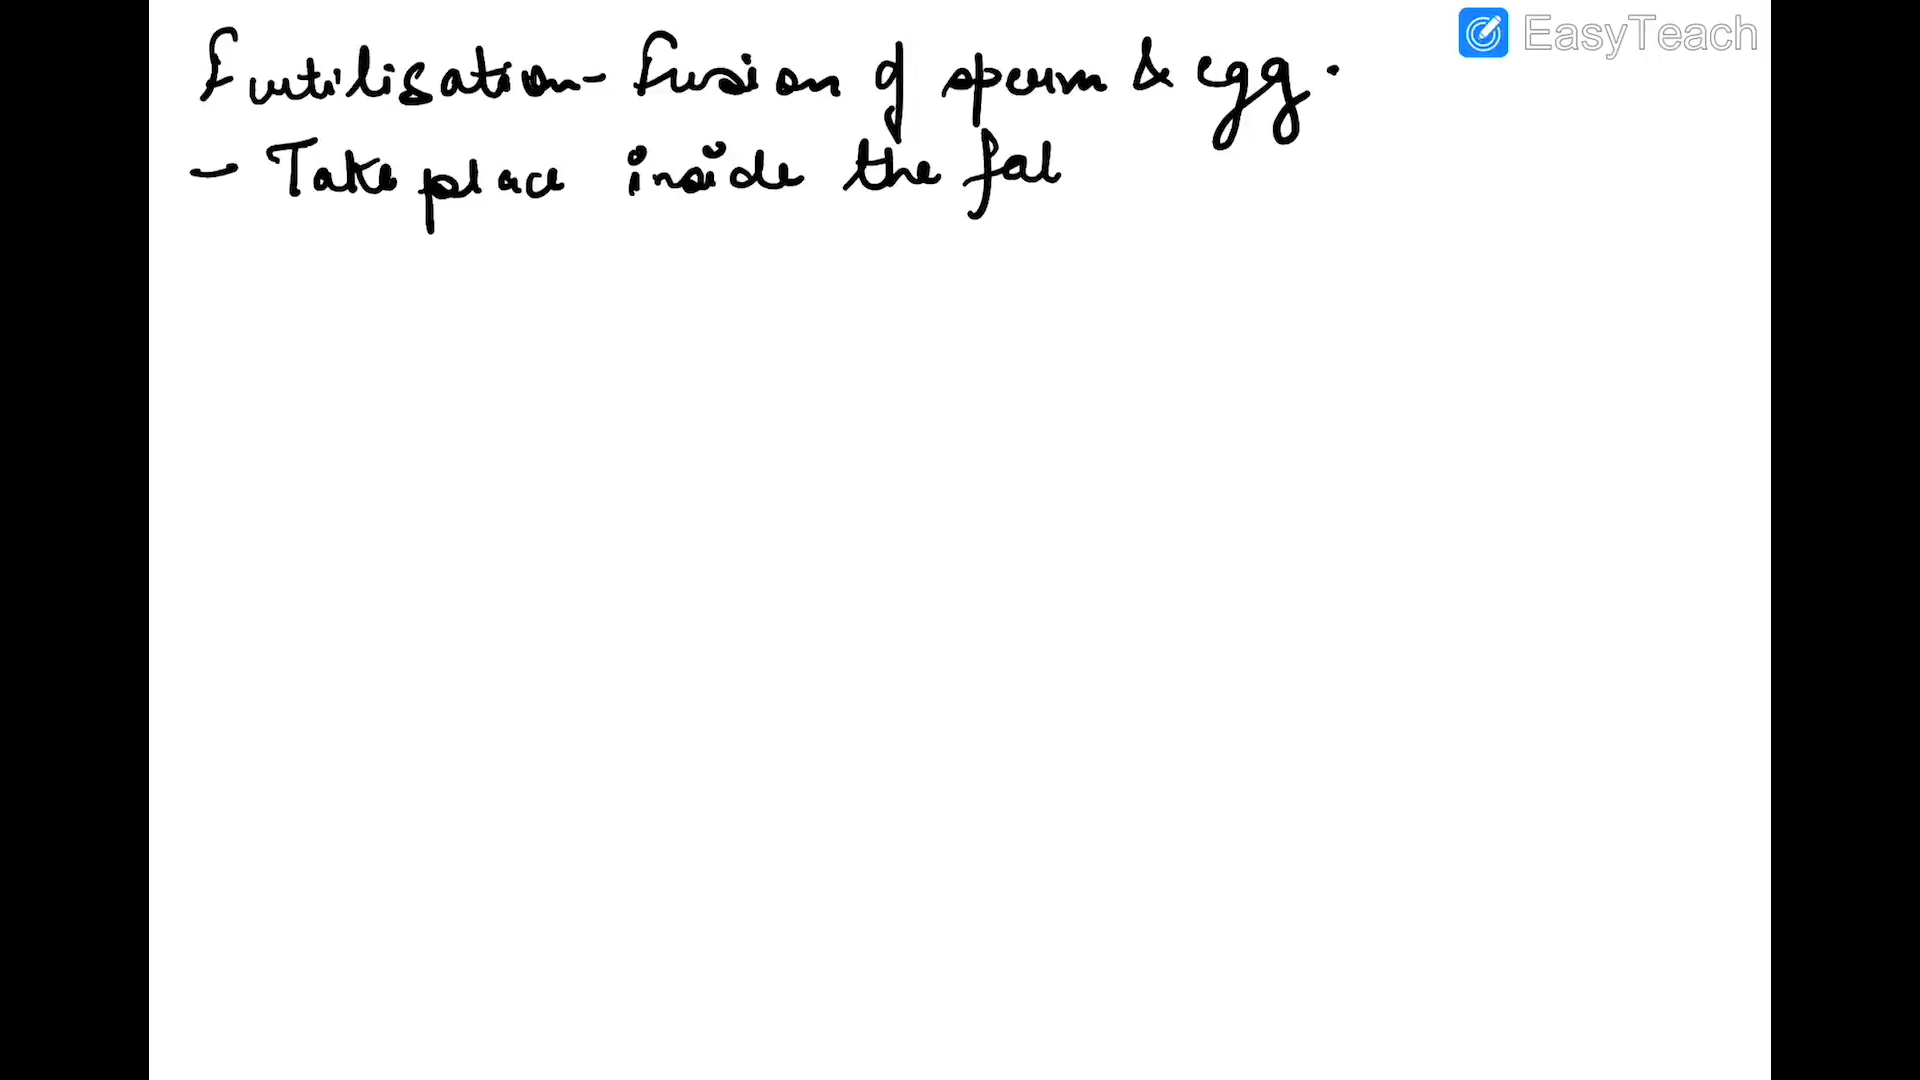 Fertilisation - Fusion of sperm & egg.
- Take place inside the fal
EasyTeach